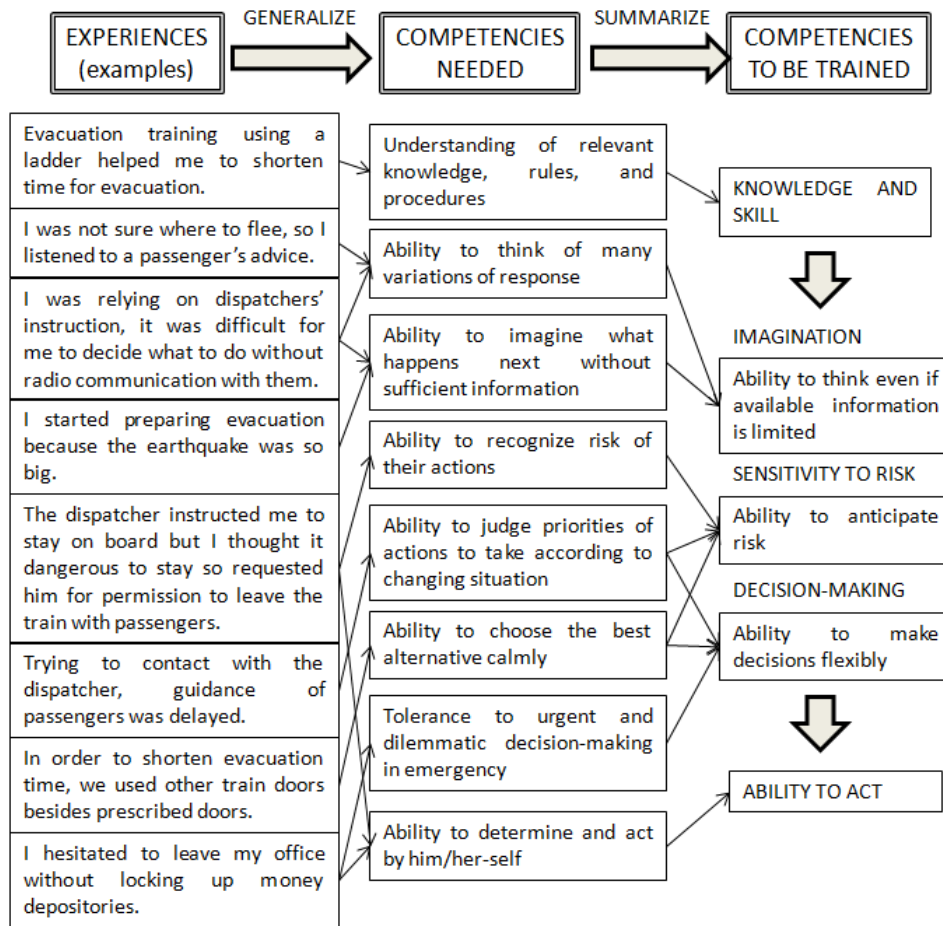 GENERALIZE
SUMMARIZE
EXPERIENCES
(examples)
COMPETENCIES
NEEDED
COMPETENCIES
TO BE TRAINED
Evacuation training using a
ladder helped me to shorten
time for evacuation.
I was not sure where to flee, so I
listened to a passenger's advice.
I was relying on dispatchers'
instruction, it was difficult for
me to decide what to do without
radio communication with them.
I started preparing evacuation
because the earthquake was so
big.
The dispatcher instructed me to
stay on board but I thought it
dangerous to stay so requested
him for permission to leave the
train with passengers.
Trying to contact with the
dispatcher, guidance of
passengers was delayed.
In order to shorten evacuation
time, we used other train doors
besides prescribed doors.
I hesitated to leave my office
without locking up money
depositories.
Understanding of relevant
knowledge, rules, and
procedures
Ability to think of many
variations of response
Ability to imagine what
happens next without
sufficient information
Ability to recognize risk of
their actions
Ability to judge priorities of
actions to take according to
changing situation
Ability to choose the best
alternative calmly
Tolerance to urgent and
dilemmatic decision-making
in emergency
Ability to determine and act
by him/her-self
KNOWLEDGE AND
SKILL
IMAGINATION
Ability to think even if
available information
is limited
SENSITIVITY TO RISK
Ability to anticipate
risk
DECISION-MAKING
Ability to make
decisions flexibly
ABILITY TO ACT